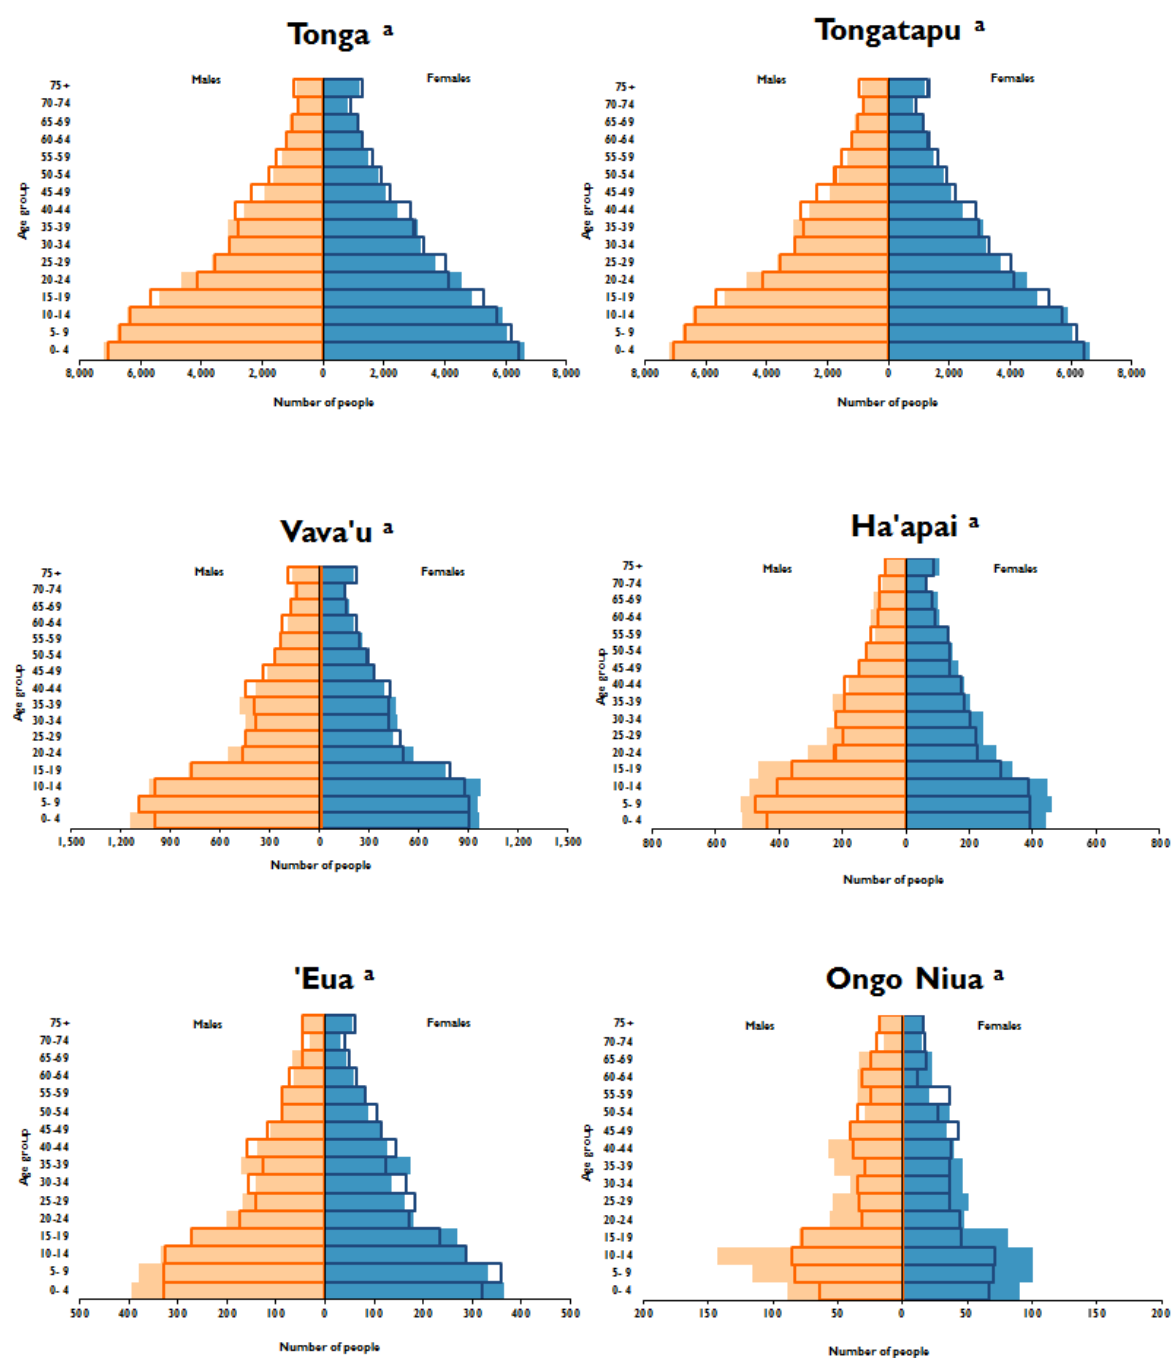 Tonga a
Males
Females
Age group
75+
70-74
65-69
60-64
55-59
50-54
45-49
40-44
35-39
30-34
25-29
20-24
15-19
10-14
5- 9
0- 4
8,000 6,000 4,000 2,000 0 2,000 4,000 6,000 8,000
Number of people
Tongatapu a
Males
Females
Age group
75+
70-74
65-69
60-64
55-59
50-54
45-49
40-44
35-39
30-34
25-29
20-24
15-19
10-14
5- 9
0- 4
8,000 6,000 4,000 2,000 0 2,000 4,000 6,000 8,000
Number of people
Vava'u a
Males
Females
Age group
75+
70-74
65-69
60-64
55-59
50-54
45-49
40-44
35-39
30-34
25-29
20-24
15-19
10-14
5- 9
0- 4
1,500 1,200 900 600 300 0 300 600 900 1,200 1,500
Number of people
Ha'apai a
Males
Females
Age group
75+
70-74
65-69
60-64
55-59
50-54
45-49
40-44
35-39
30-34
25-29
20-24
15-19
10-14
5- 9
0- 4
800 600 400 200 0 200 400 600 800
Number of people
'Eua a
Males
Females
Age group
75+
70-74
65-69
60-64
55-59
50-54
45-49
40-44
35-39
30-34
25-29
20-24
15-19
10-14
5- 9
0- 4
500 400 300 200 100 0 100 200 300 400 500
Number of people
Ongo Niua a
Males
Females
Age group
75+
70-74
65-69
60-64
55-59
50-54
45-49
40-44
35-39
30-34
25-29
20-24
15-19
10-14
5- 9
0- 4
200 150 100 50 0 50 100 150 200
Number of people